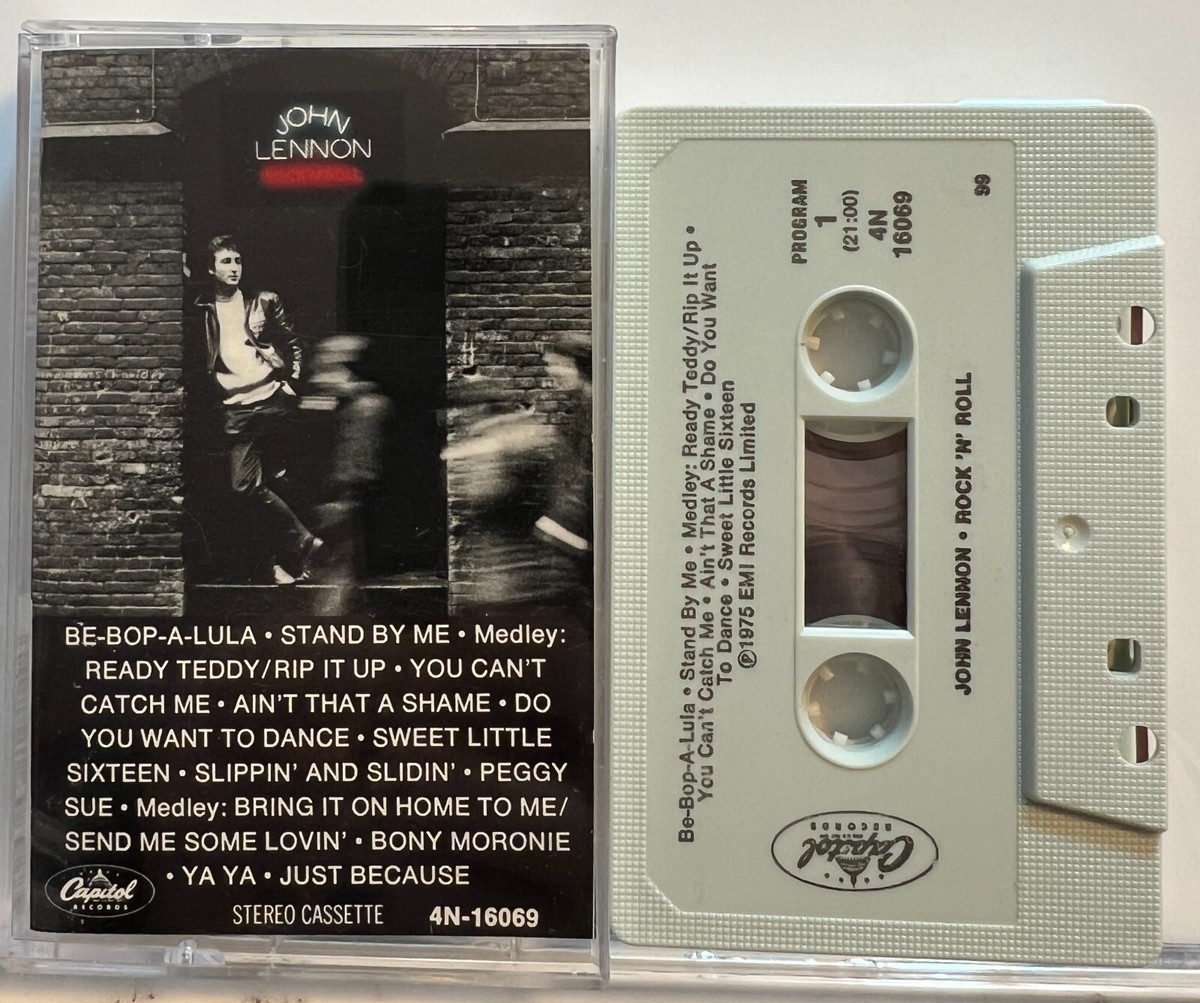 JOHN
LENNON
ROCK 'N' ROLL
BE-BOP-A-LULA • STAND BY ME • Medley:
READY TEDDY/RIP IT UP • YOU CAN'T
CATCH ME • AIN'T THAT A SHAME • DO
YOU WANT TO DANCE • SWEET LITTLE
SIXTEEN • SLIPPIN' AND SLIDIN' • PEGGY
SUE • Medley: BRING IT ON HOME TO ME/
SEND ME SOME LOVIN' • BONY MORONIE
• YA YA • JUST BECAUSE
Capitol
RECORDS
STEREO CASSETTE 4N-16069
Be-Bop-A-Lula • Stand By Me • Medley: Ready Teddy/Rip It Up •
You Can't Catch Me • Ain't That A Shame • Do You Want
To Dance • Sweet Little Sixteen
℗1975 EMI Records Limited
PROGRAM
1
(21:00)
4N
16069
Capitol
RECORDS
JOHN LENNON • ROCK 'N' ROLL
99